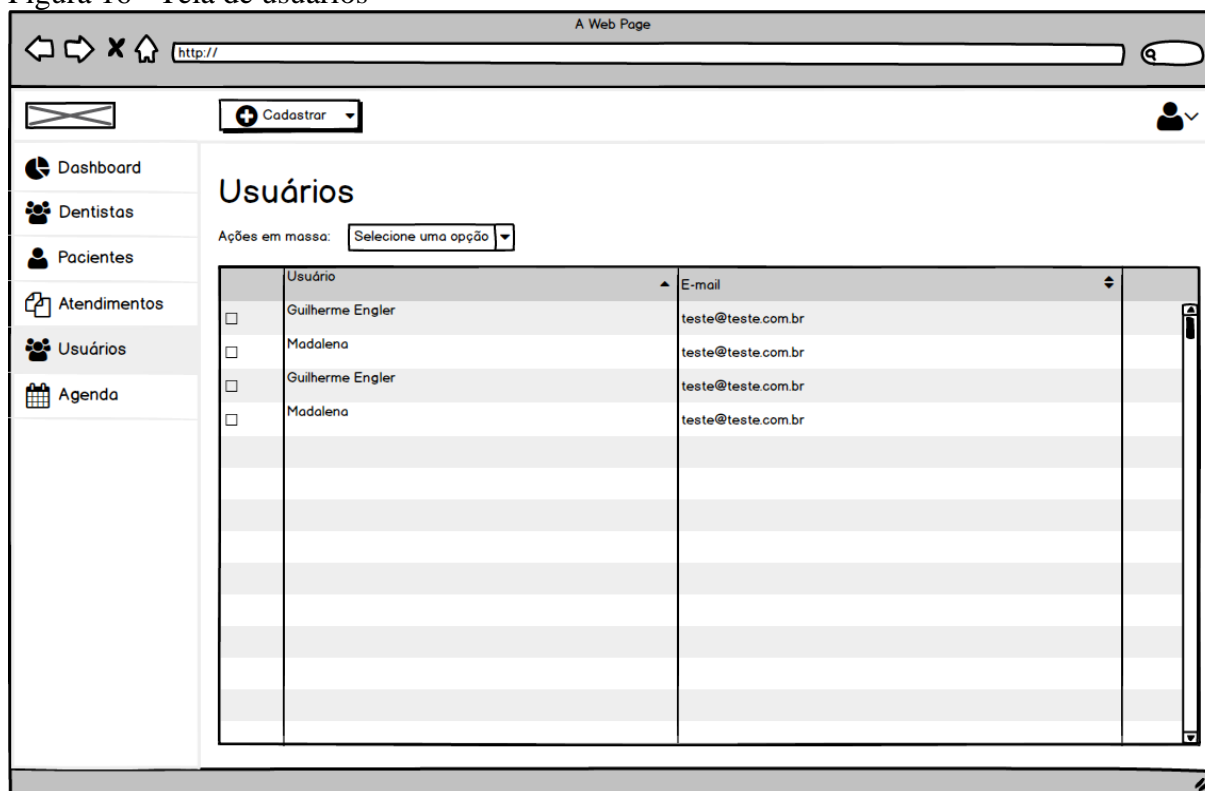 Figura 18 - Tela de usuários
A Web Page
http://
Cadastrar
Dashboard
Dentistas
Pacientes
Atendimentos
Usuários
Agenda
Usuários
Ações em massa: Selecione uma opção
Usuário E-mail
Guilherme Engler teste@teste.com.br
Madalena teste@teste.com.br
Guilherme Engler teste@teste.com.br
Madalena teste@teste.com.br